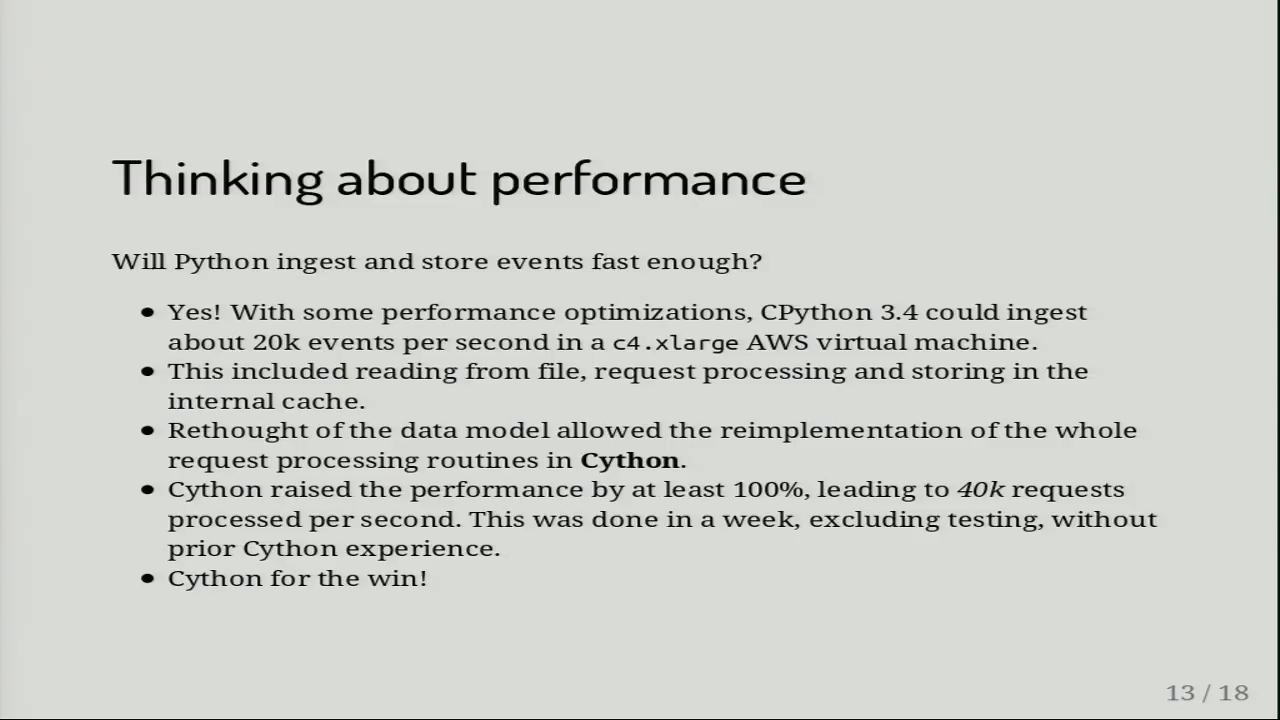 Thinking about performance
Will Python ingest and store events fast enough?
● Yes! With some performance optimizations, CPython 3.4 could ingest
about 20k events per second in a c4.xlarge AWS virtual machine.
● This included reading from file, request processing and storing in the
internal cache.
● Rethought of the data model allowed the reimplementation of the whole
request processing routines in Cython.
● Cython raised the performance by at least 100%, leading to 40k requests
processed per second. This was done in a week, excluding testing, without
prior Cython experience.
● Cython for the win!
13 / 18